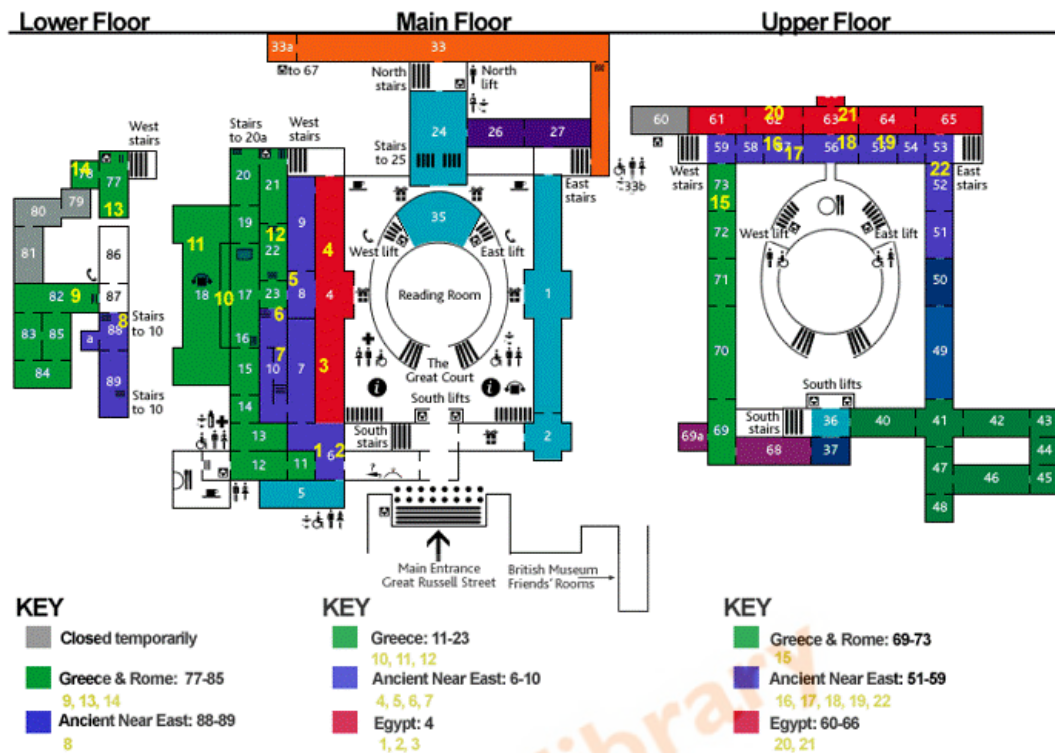 Lower Floor
Main Floor
Upper Floor
33a
33
to 67
North
stairs
North
lift
24
26
27
Stairs
to 25
East
stairs
33b
West
stairs
Stairs
to 20a
West
stairs
14
77
13
79
80
81
86
82
9
87
8
88
Stairs
to 10
83
85
a
84
89
Stairs
to 10
20
21
19
12
22
11
18
10
17
23
16
15
14
13
12
11
9
4
5
8
4
6
7
10
7
3
1
6
2
5
35
West lift
East lift
Reading Room
1
The
Great Court
South lifts
South
stairs
2
Main Entrance
Great Russell Street
British Museum
Friends' Rooms
60
61
20
62
21
63
64
65
59
58
16
17
56
18
19
54
53
22
West
stairs
East
stairs
73
15
52
72
51
West lift
East lift
71
50
70
49
South lifts
South
stairs
36
40
41
42
43
69a
69
68
37
44
47
46
45
48
KEY
Closed temporarily
Greece & Rome: 77-85
9, 13, 14
Ancient Near East: 88-89
8
KEY
Greece: 11-23
10, 11, 12
Ancient Near East: 6-10
4, 5, 6, 7
Egypt: 4
1, 2, 3
KEY
Greece & Rome: 69-73
15
Ancient Near East: 51-59
16, 17, 18, 19, 22
Egypt: 60-66
20, 21
library